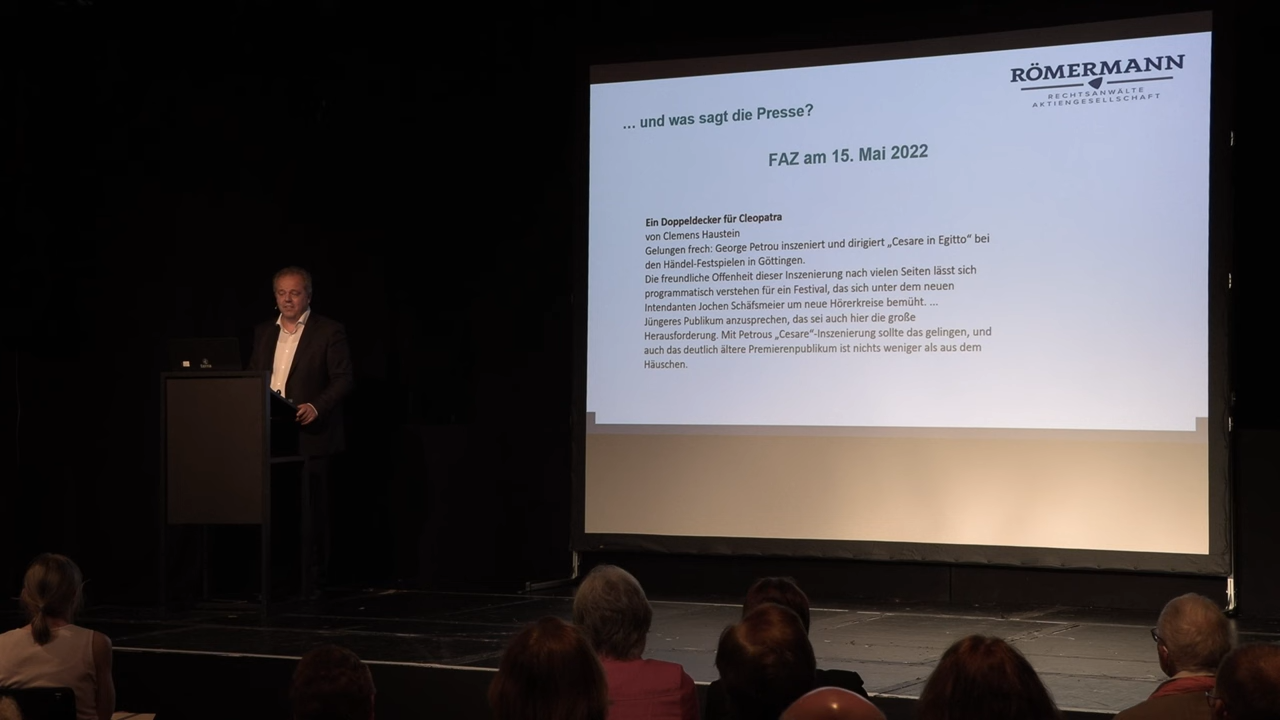 RÖMERMANN
RECHTSANWÄLTE
AKTIENGESELLSCHAFT
... und was sagt die Presse?
FAZ am 15. Mai 2022
Ein Doppeldecker für Cleopatra
von Clemens Haustein
Gelungen frech: George Petrou inszeniert und dirigiert „Cesare in Egitto“ bei
den Händel-Festspielen in Göttingen.
Die freundliche Offenheit dieser Inszenierung nach vielen Seiten lässt sich
programmatisch verstehen für ein Festival, das sich unter dem neuen
Intendanten Jochen Schäfsmeier um neue Hörerkreise bemüht. ...
Jüngeres Publikum anzusprechen, das sei auch hier die große
Herausforderung. Mit Petrous „Cesare“-Inszenierung sollte das gelingen, und
auch das deutlich ältere Premierenpublikum ist nichts weniger als aus dem
Häuschen.